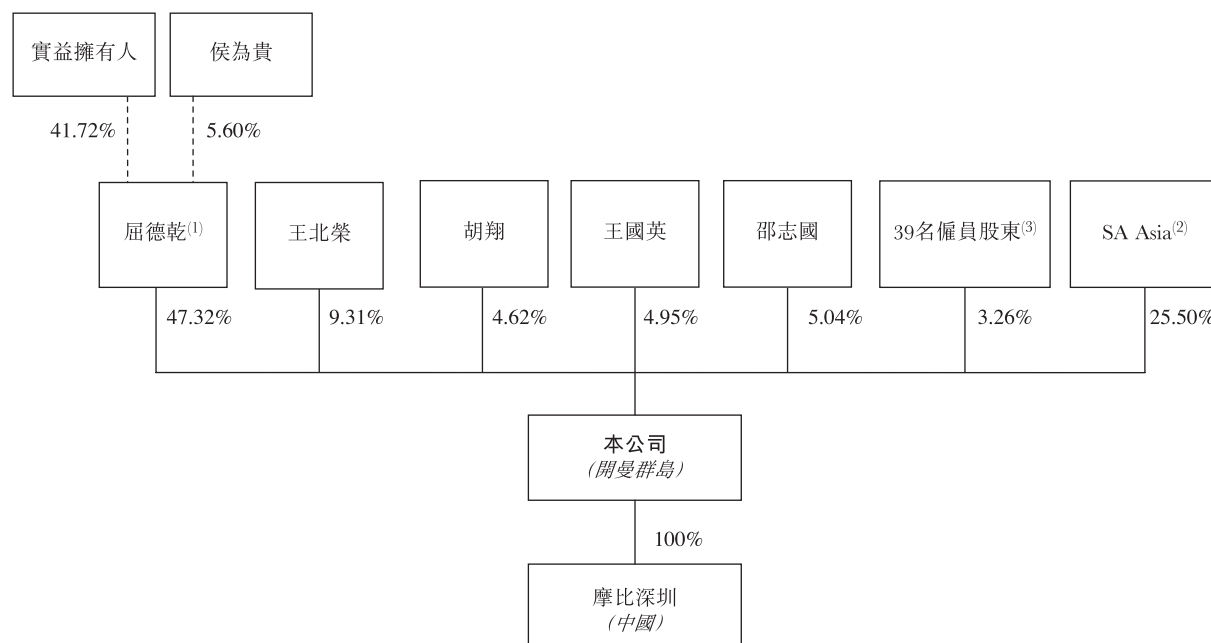 實益擁有人
侯為貴
41.72%
5.60%
屈德乾(1)
王北榮
胡翔
王國英
邵志國
39名僱員股東(3)
SA Asia(2)
47.32%
9.31%
4.62%
4.95%
5.04%
3.26%
25.50%
本公司
(開曼群島)
100%
摩比深圳
(中國)